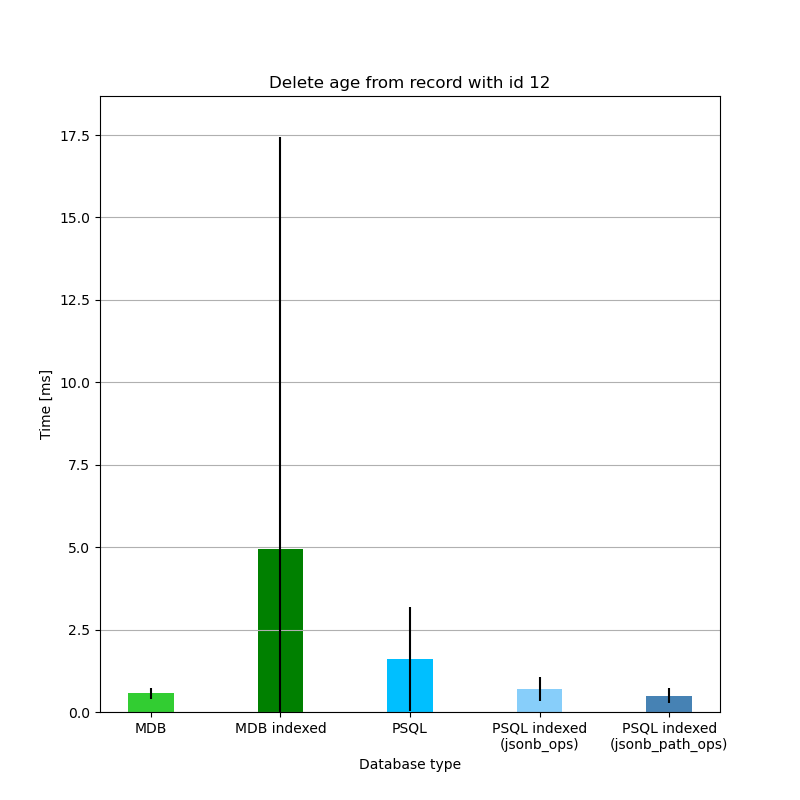 Delete age from record with id 12
17.5
15.0
12.5
10.0
7.5
5.0
2.5
0.0
Time [ms]
MDB
MDB indexed
PSQL
PSQL indexed
(jsonb_ops)
PSQL indexed
(jsonb_path_ops)
Database type